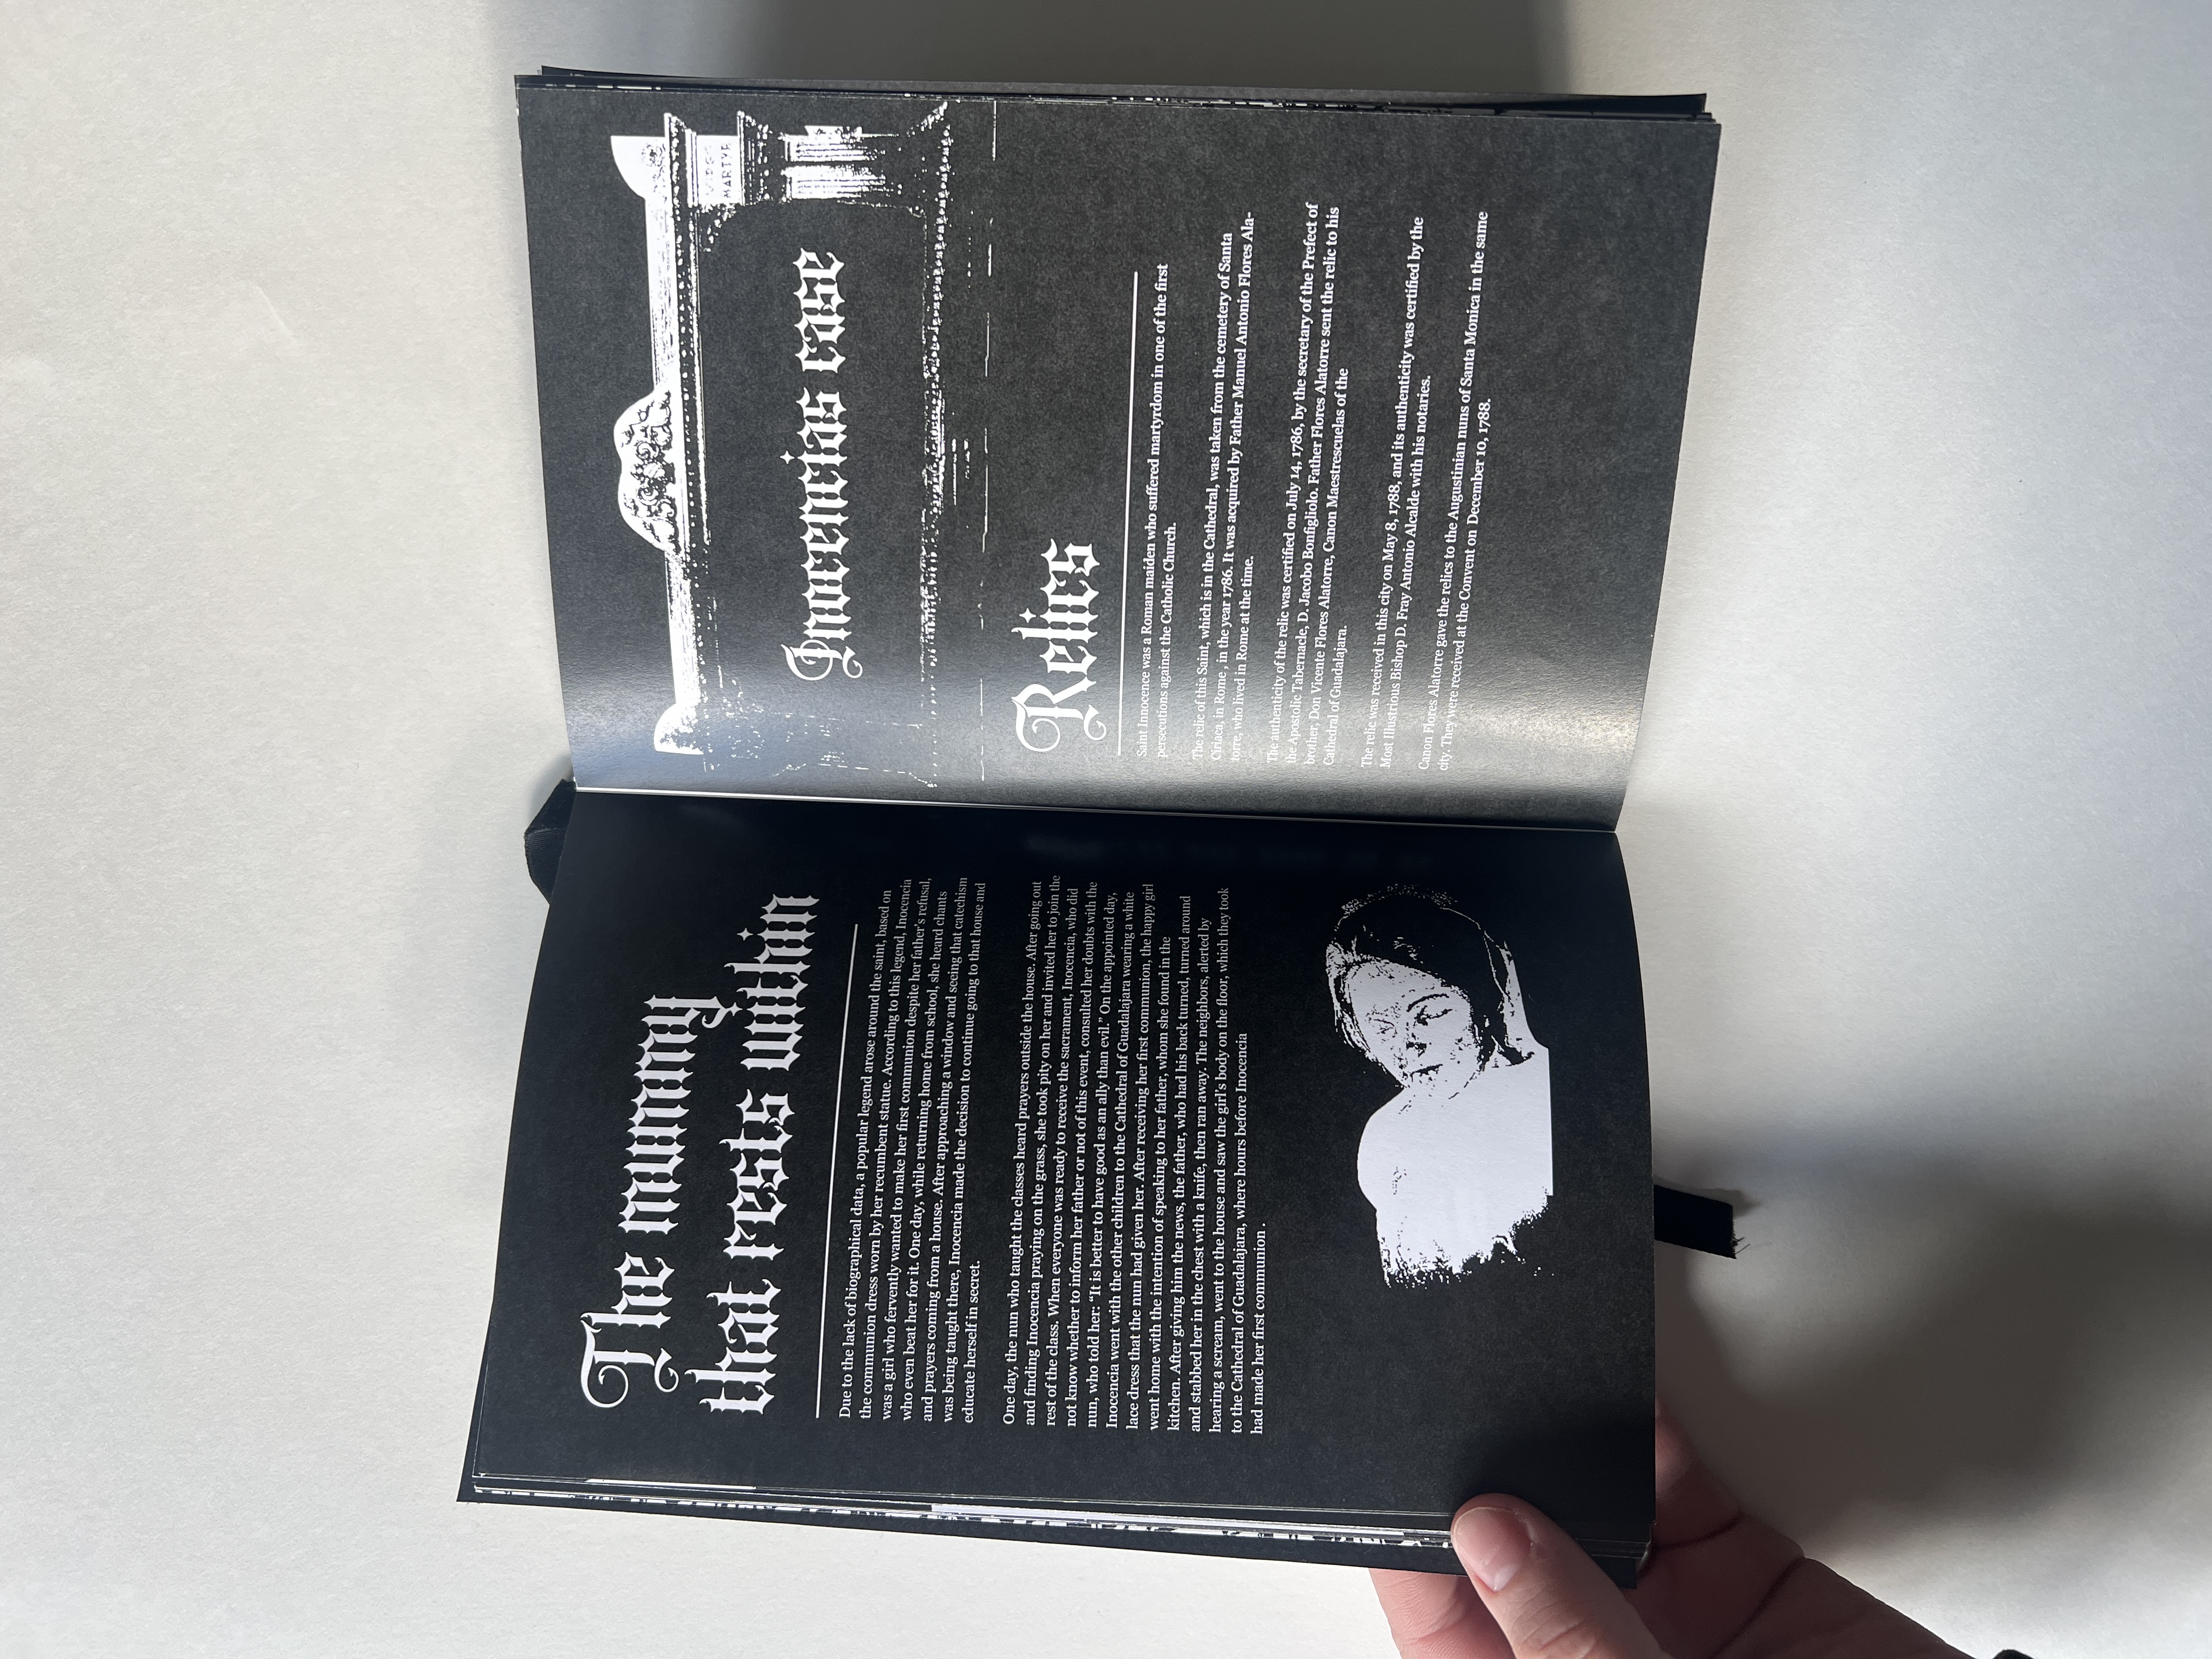 The mummy
that rests within
Due to the lack of biographical data, a popular legend arose around the saint, based on
the communion dress worn by her recumbent statue. According to this legend, Inocencia
was a girl who fervently wanted to make her first communion despite her father's refusal,
who even beat her for it. One day, while returning home from school, she heard chants
and prayers coming from a house. After approaching a window and seeing that catechism
was being taught there, Inocencia made the decision to continue going to that house and
educate herself in secret.
One day, the nun who taught the classes heard prayers outside the house. After going out
and finding Inocencia praying on the grass, she took pity on her and invited her to join the
rest of the class. When everyone was ready to receive the sacrament, Inocencia, who did
not know whether to inform her father or not of this event, consulted her doubts with the
nun, who told her: “It is better to have good as an ally than evil.” On the appointed day,
Inocencia went with the other children to the Cathedral of Guadalajara wearing a white
lace dress that the nun had given her. After receiving her first communion, the happy girl
went home with the intention of speaking to her father, whom she found in the
kitchen. After giving him the news, the father, who had his back turned, turned around
and stabbed her in the chest with a knife, then ran away. The neighbors, alerted by
hearing a scream, went to the house and saw the girl's body on the floor, which they took
to the Cathedral of Guadalajara, where hours before Inocencia
had made her first communion .
MARTYR
Inocencias case
Relics
Saint Innocence was a Roman maiden who suffered martyrdom in one of the first
persecutions against the Catholic Church.
The relic of this Saint, which is in the Cathedral, was taken from the cemetery of Santa
Ciriaca, in Rome , in the year 1786. It was acquired by Father Manuel Antonio Flores Ala-
torre, who lived in Rome at the time.
The authenticity of the relic was certified on July 14, 1786, by the secretary of the Prefect of
the Apostolic Tabernacle, D. Jacobo Bonfigliolo. Father Flores Alatorre sent the relic to his
brother, Don Vicente Flores Alatorre, Canon Maestrescuelas of the
Cathedral of Guadalajara.
The relic was received in this city on May 8, 1788, and its authenticity was certified by the
Most Illustrious Bishop D. Fray Antonio Alcalde with his notaries.
Canon Flores Alatorre gave the relics to the Augustinian nuns of Santa Monica in the same
city. They were received at the Convent on December 10, 1788.